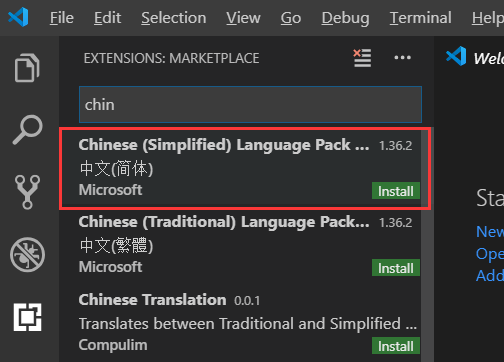 File Edit Selection View Go Debug Terminal Help
EXTENSIONS: MARKETPLACE
chin
Chinese (Simplified) Language Pack ... 1.36.2
中文(简体)
Microsoft Install
Chinese (Traditional) Language Pack... 1.36.2
中文(繁體)
Microsoft Install
Chinese Translation 0.0.1
Translates between Traditional and Simplified ...
Compulim Install
Welc
Sta
New
Ope
Add